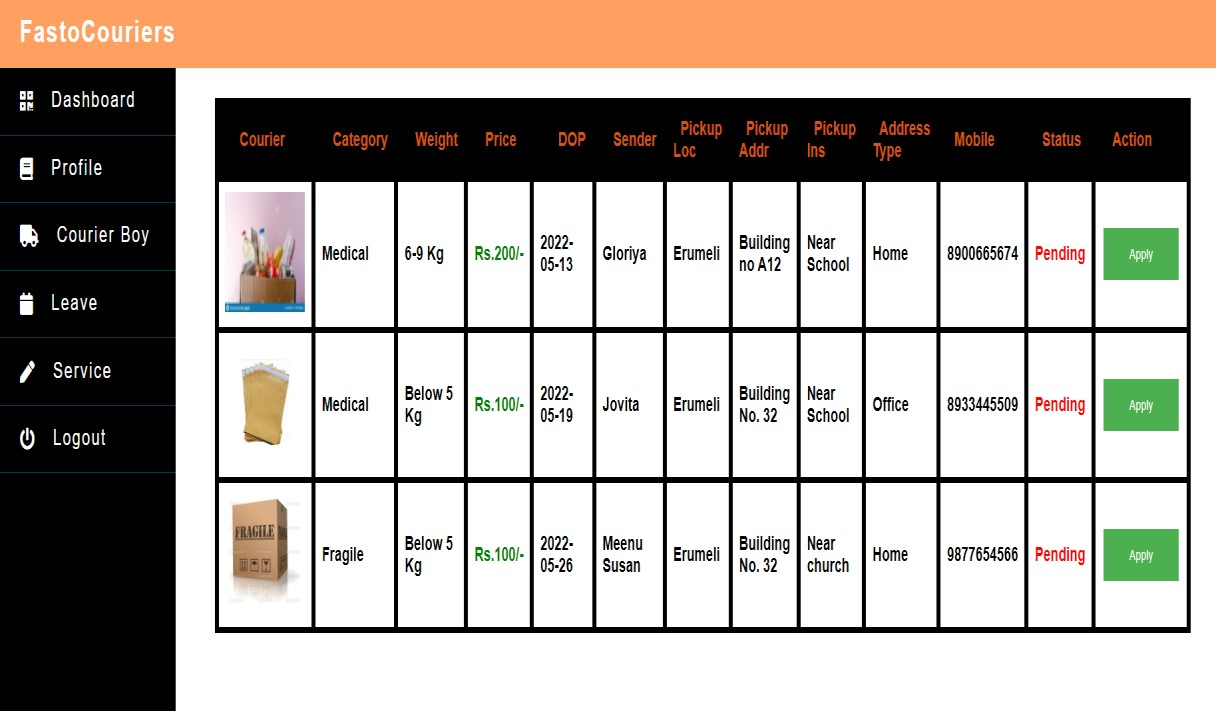 FastoCouriers
Dashboard
Profile
Courier Boy
Leave
Service
Logout
Courier Category Weight Price DOP Sender Pickup Loc Pickup Addr Pickup Ins Address Type Mobile Status Action
Medical 6-9 Kg Rs.200/- 2022-05-13 Gloriya Erumeli Building no A12 Near School Home 8900665674 Pending Apply
Medical Below 5 Kg Rs.100/- 2022-05-19 Jovita Erumeli Building No. 32 Near School Office 8933445509 Pending Apply
FRAGILE
Fragile Below 5 Kg Rs.100/- 2022-05-26 Meenu Susan Erumeli Building No. 32 Near church Home 9877654566 Pending Apply